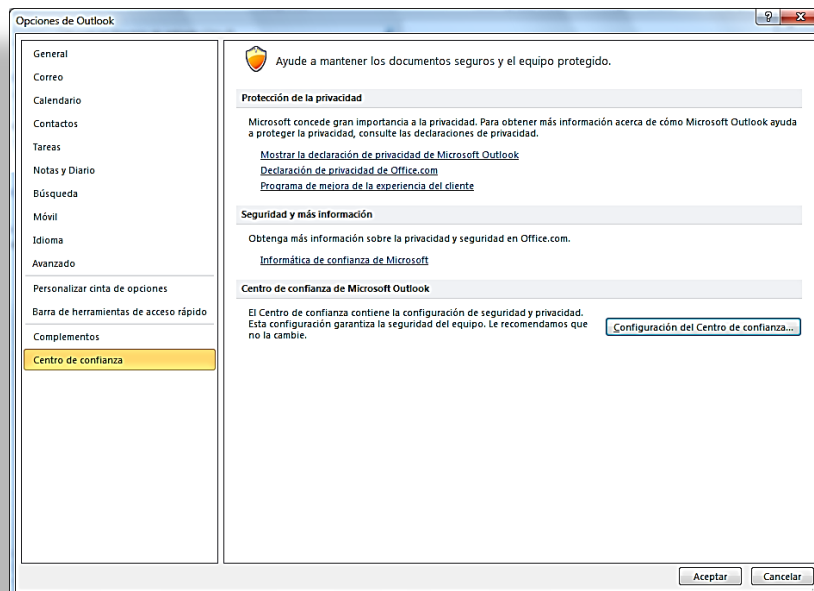 Opciones de Outlook
General
Correo
Calendario
Contactos
Tareas
Notas y Diario
Búsqueda
Móvil
Idioma
Avanzado
Personalizar cinta de opciones
Barra de herramientas de acceso rápido
Complementos
Centro de confianza
Ayude a mantener los documentos seguros y el equipo protegido.
Protección de la privacidad
Microsoft concede gran importancia a la privacidad. Para obtener más información acerca de cómo Microsoft Outlook ayuda
a proteger la privacidad, consulte las declaraciones de privacidad.
Mostrar la declaración de privacidad de Microsoft Outlook
Declaración de privacidad de Office.com
Programa de mejora de la experiencia del cliente
Seguridad y más información
Obtenga más información sobre la privacidad y seguridad en Office.com.
Informática de confianza de Microsoft
Centro de confianza de Microsoft Outlook
El Centro de confianza contiene la configuración de seguridad y privacidad.
Esta configuración garantiza la seguridad del equipo. Le recomendamos que
no la cambie.
Configuración del Centro de confianza...
Aceptar
Cancelar